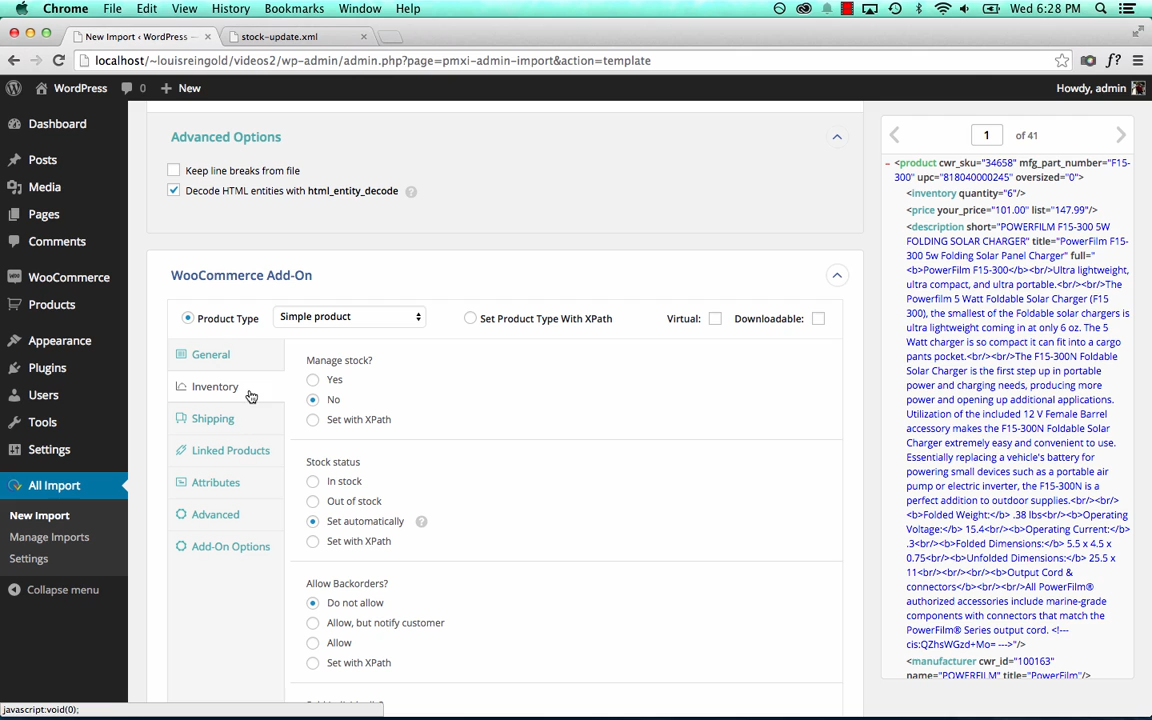 Chrome File Edit View History Bookmarks Window Help Wed 6:28 PM
New Import ‹ WordPress × stock-update.xml ×
localhost/~louisreingold/videos2/wp-admin/admin.php?page=pmxi-admin-import&action=template f?
WordPress 0 + New Howdy, admin
Dashboard
Posts
Media
Pages
Comments
WooCommerce
Products
Appearance
Plugins
Users
Tools
Settings
All Import
New Import
Manage Imports
Settings
Collapse menu
Advanced Options
Keep line breaks from file
Decode HTML entities with html_entity_decode ?
WooCommerce Add-On
Product Type Simple product Set Product Type With XPath Virtual: Downloadable:
General
Inventory
Shipping
Linked Products
Attributes
Advanced
Add-On Options
Manage stock?
Yes
No
Set with XPath
Stock status
In stock
Out of stock
Set automatically ?
Set with XPath
Allow Backorders?
Do not allow
Allow, but notify customer
Allow
Set with XPath
1 of 41
<product cwr_sku="34658" mfg_part_number="F15-
300" upc="818040000245" oversized="0">
<inventory quantity="6"/>
<price your_price="101.00" list="147.99"/>
<description short="POWERFILM F15-300 5W
FOLDING SOLAR CHARGER" title="PowerFilm F15-
300 5w Folding Solar Panel Charger" full="
<b>PowerFilm F15-300</b><br/>Ultra lightweight,
ultra compact, and ultra portable.<br/><br/>The
Powerfilm 5 Watt Foldable Solar Charger (F15
300), the smallest of the Foldable solar chargers is
ultra lightweight coming in at only 6 oz. The 5
Watt charger is so compact it can fit into a cargo
pants pocket.<br/><br/>The F15-300N Foldable
Solar Charger is the first step up in portable
power and charging needs, producing more
power and opening up additional applications.
Utilization of the included 12 V Female Barrel
accessory makes the F15-300N Foldable Solar
Charger extremely easy and convenient to use.
Essentially replacing a vehicle's battery for
powering small devices such as a portable air
pump or electric inverter, the F15-300N is a
perfect addition to outdoor supplies.<br/><br/>
<b>Folded Weight:</b> .38 lbs<br/><b>Operating
Voltage:</b> 15.4<br/><b>Operating Current:</b>
.3<br/><b>Folded Dimensions:</b> 5.5 x 4.5 x
0.75<br/><b>Unfolded Dimensions:</b> 25.5 x
11<br/><br/><br/><b>Output Cord &
connectors</b><br/><br/>All PowerFilm®
authorized accessories include marine-grade
components with connectors that match the
PowerFilm® Series output cord. <!---
cis:QZhsWGzd+Mo= --->"/>
<manufacturer cwr_id="100163"
name="POWERFILM" title="PowerFilm"/>
javascript:void(0);